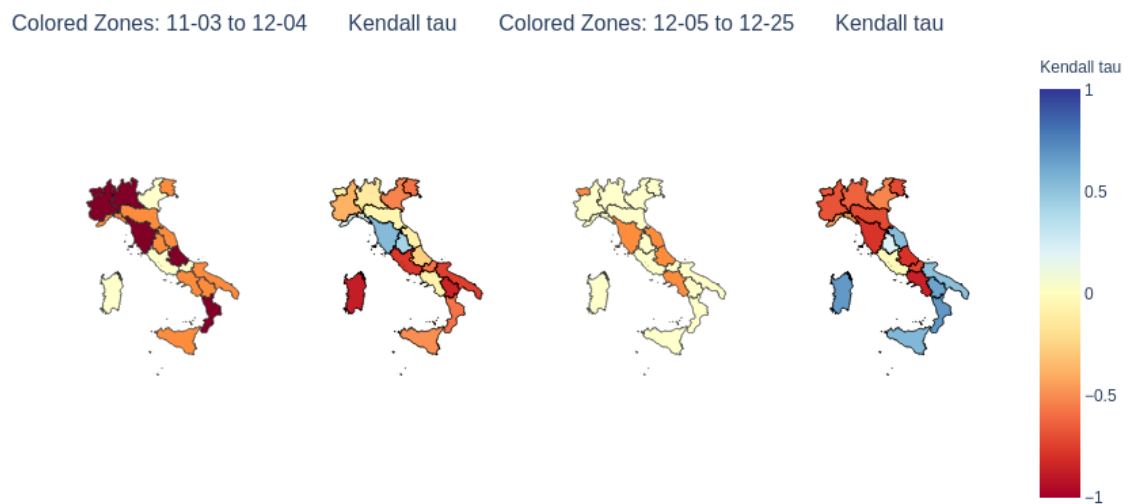 Colored Zones: 11-03 to 12-04
Kendall tau
Colored Zones: 12-05 to 12-25
Kendall tau
Kendall tau
1
0.5
0
−0.5
−1